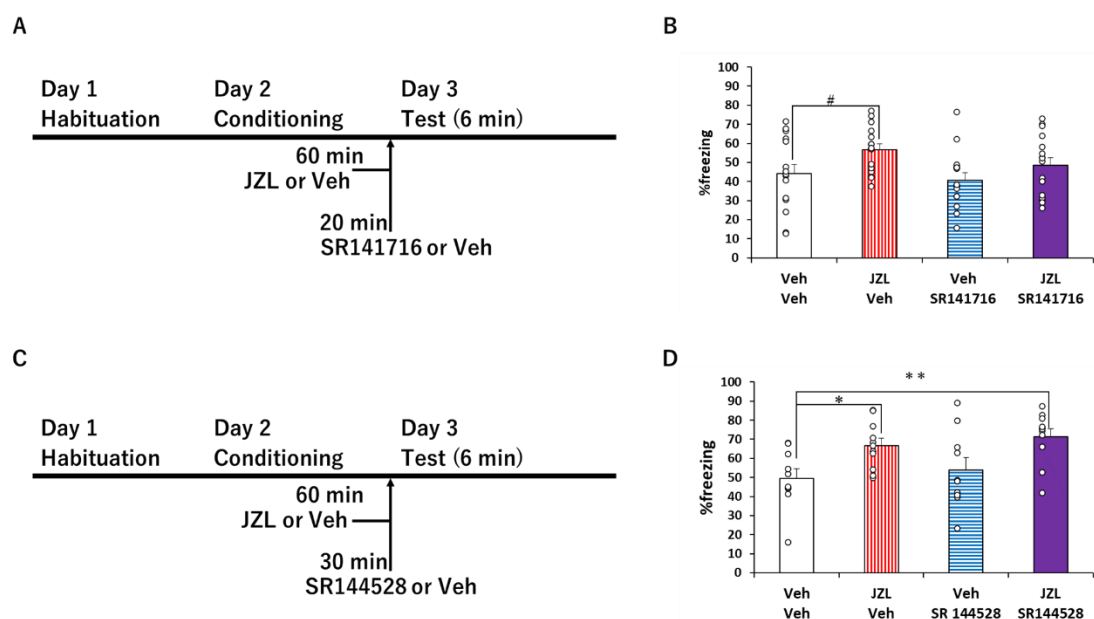 A
Day 1
Habituation
Day 2
Conditioning
Day 3
Test (6 min)
60 min
JZL or Veh
20 min
SR141716 or Veh
B
100
90
80
70
60
50
40
30
20
10
0
%freezing
#
Veh
Veh
JZL
Veh
Veh
SR141716
JZL
SR141716
C
Day 1
Habituation
Day 2
Conditioning
Day 3
Test (6 min)
60 min
JZL or Veh
30 min
SR144528 or Veh
D
100
90
80
70
60
50
40
30
20
10
0
%freezing
**
*
Veh
Veh
JZL
Veh
Veh
SR 144528
JZL
SR144528